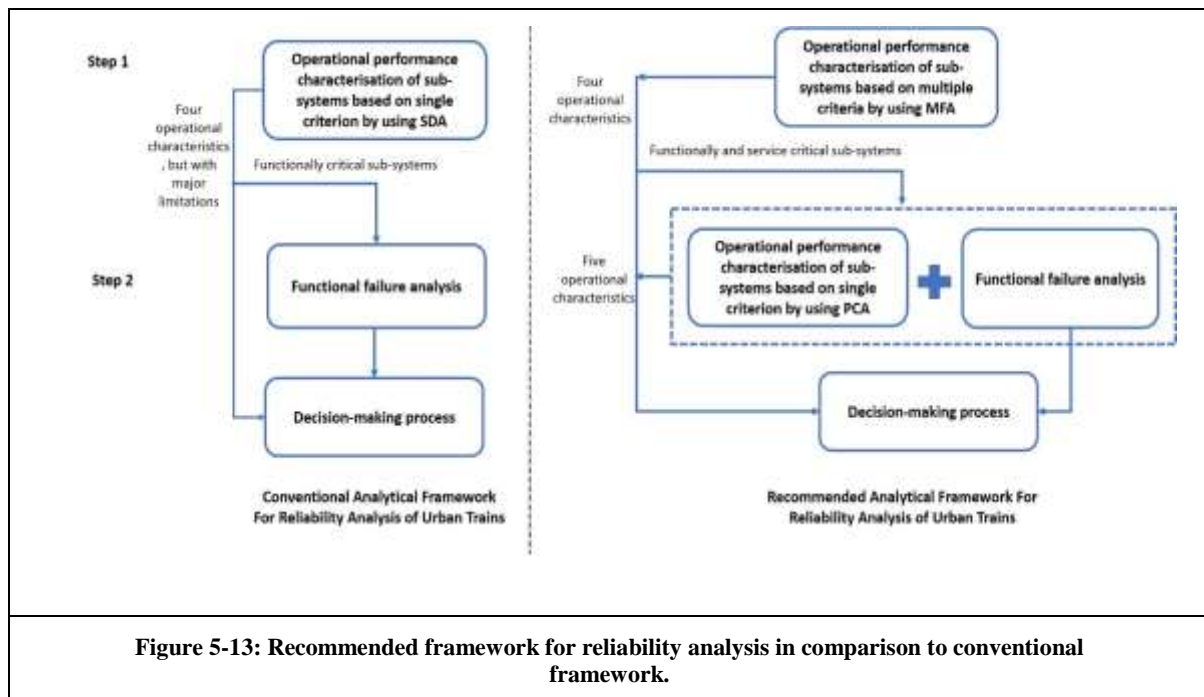 Step 1
Operational performance
characterisation of sub-
systems based on single
criterion by using SDA
Four
operational
characteristics
, but with
major
limitations
Functionally critical sub-systems
Step 2
Functional failure analysis
Decision-making process
Conventional Analytical Framework
For Reliability Analysis of Urban Trains
Operational performance
characterisation of sub-
systems based on multiple
criteria by using MFA
Four
operational
characteristics
Functionally and service critical sub-systems
Operational performance
characterisation of sub-
systems based on single
criterion by using PCA
Functional failure analysis
Five
operational
characteristics
Decision-making process
Recommended Analytical Framework For
Reliability Analysis of Urban Trains
Figure 5-13: Recommended framework for reliability analysis in comparison to conventional
framework.